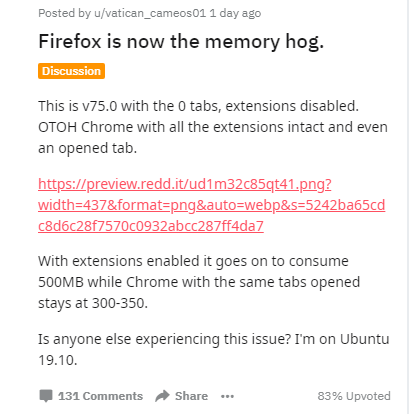 Posted by u/vatican_cameos01 1 day ago
Firefox is now the memory hog.
Discussion
This is v75.0 with the 0 tabs, extensions disabled.
OTOH Chrome with all the extensions intact and even
an opened tab.
https://preview.redd.it/ud1m32c85qt41.png?
width=437&format=png&auto=webp&s=5242ba65cd
c8d6c28f7570c0932abcc287ff4da7
With extensions enabled it goes on to consume
500MB while Chrome with the same tabs opened
stays at 300-350.
Is anyone else experiencing this issue? I'm on Ubuntu
19.10.
131 Comments Share ••• 83% Upvoted